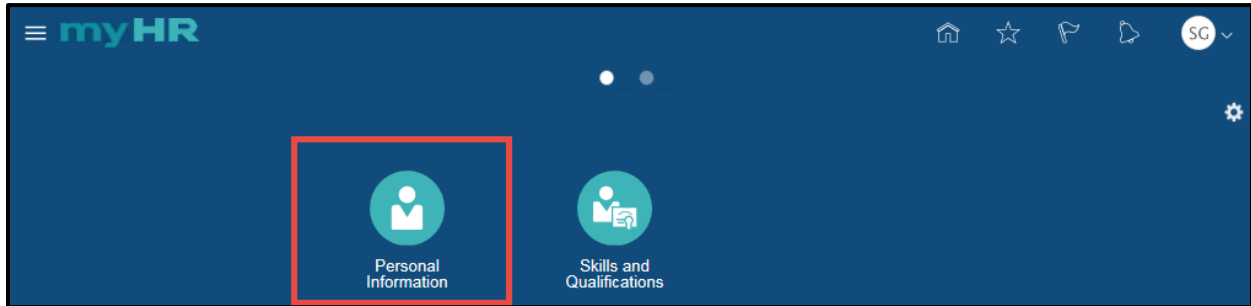 myHR
SG
Personal
Information
Skills and
Qualifications